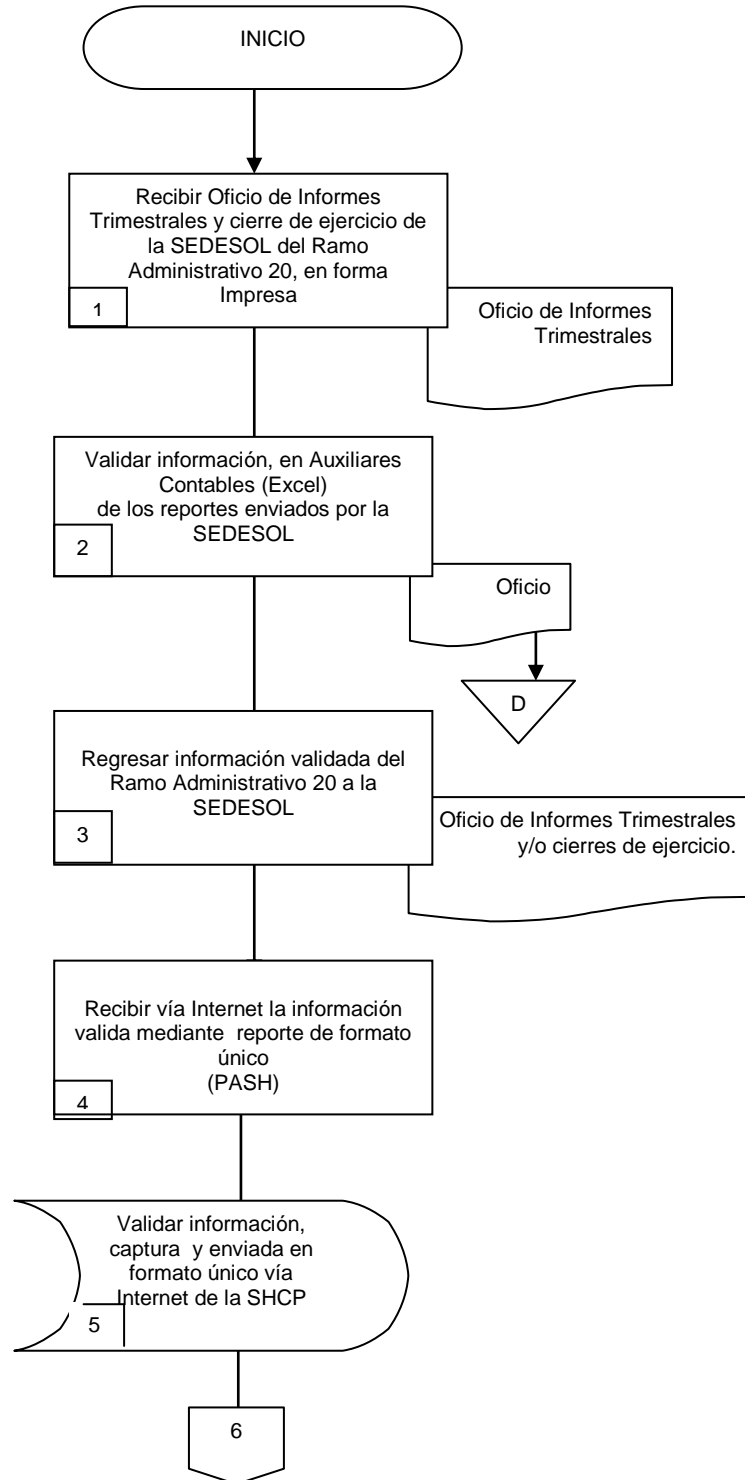 INICIO
Recibir Oficio de Informes
Trimestrales y cierre de ejercicio de
la SEDESOL del Ramo
Administrativo 20, en forma
Impresa
1
Oficio de Informes
Trimestrales
Validar información, en Auxiliares
Contables (Excel)
de los reportes enviados por la
SEDESOL
2
Oficio
D
Regresar información validada del
Ramo Administrativo 20 a la
SEDESOL
3
Oficio de Informes Trimestrales
y/o cierres de ejercicio.
Recibir vía Internet la información
valida mediante reporte de formato
único
(PASH)
4
Validar información,
captura y enviada en
formato único vía
Internet de la SHCP
5
6